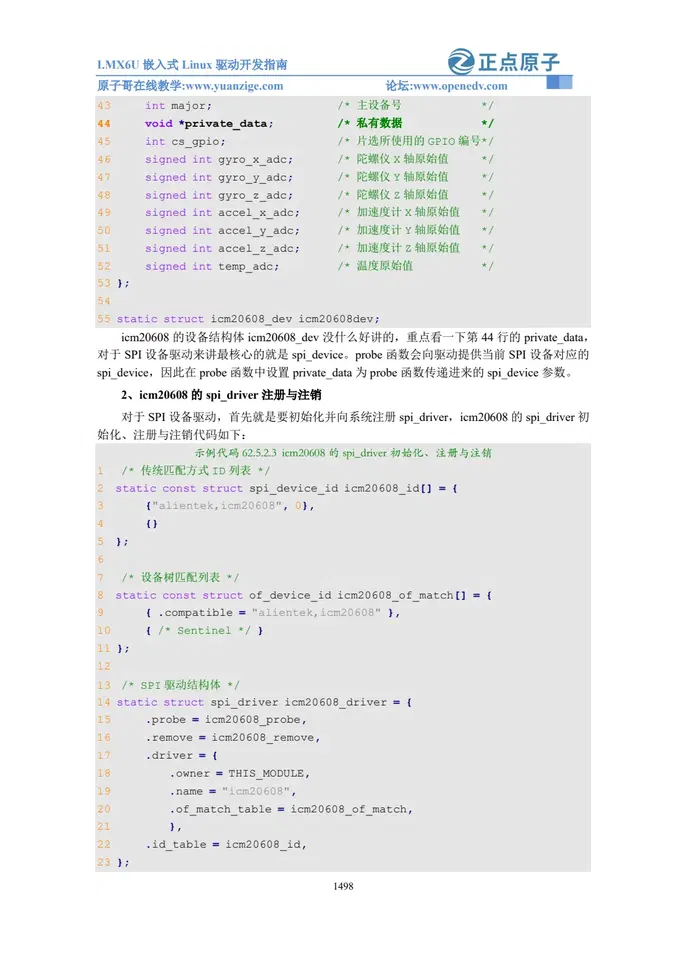 I.MX6U 嵌入式 Linux 驱动开发指南
正点原子
原子哥在线教学:www.yuanzige.com 论坛:www.openedv.com
43 int major; /* 主设备号 */
44 void *private_data; /* 私有数据 */
45 int cs_gpio; /* 片选所使用的 GPIO 编号*/
46 signed int gyro_x_adc; /* 陀螺仪 X 轴原始值 */
47 signed int gyro_y_adc; /* 陀螺仪 Y 轴原始值 */
48 signed int gyro_z_adc; /* 陀螺仪 Z 轴原始值 */
49 signed int accel_x_adc; /* 加速度计 X 轴原始值 */
50 signed int accel_y_adc; /* 加速度计 Y 轴原始值 */
51 signed int accel_z_adc; /* 加速度计 Z 轴原始值 */
52 signed int temp_adc; /* 温度原始值 */
53 };
54
55 static struct icm20608_dev icm20608dev;
icm20608 的设备结构体 icm20608_dev 没什么好讲的，重点看一下第 44 行的 private_data，
对于 SPI 设备驱动来讲最核心的就是 spi_device。probe 函数会向驱动提供当前 SPI 设备对应的
spi_device，因此在 probe 函数中设置 private_data 为 probe 函数传递进来的 spi_device 参数。
2、icm20608 的 spi_driver 注册与注销
对于 SPI 设备驱动，首先就是要初始化并向系统注册 spi_driver，icm20608 的 spi_driver 初
始化、注册与注销代码如下：
示例代码 62.5.2.3 icm20608 的 spi_driver 初始化、注册与注销
1 /* 传统匹配方式 ID 列表 */
2 static const struct spi_device_id icm20608_id[] = {
3 {"alientek,icm20608", 0},
4 {}
5 };
6
7 /* 设备树匹配列表 */
8 static const struct of_device_id icm20608_of_match[] = {
9 { .compatible = "alientek,icm20608" },
10 { /* Sentinel */ }
11 };
12
13 /* SPI 驱动结构体 */
14 static struct spi_driver icm20608_driver = {
15 .probe = icm20608_probe,
16 .remove = icm20608_remove,
17 .driver = {
18 .owner = THIS_MODULE,
19 .name = "icm20608",
20 .of_match_table = icm20608_of_match,
21 },
22 .id_table = icm20608_id,
23 };
1498